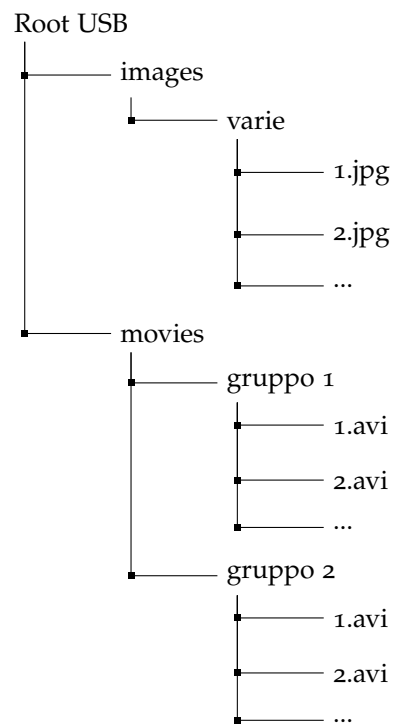 Root USB
images
varie
1.jpg
2.jpg
...
movies
gruppo 1
1.avi
2.avi
...
gruppo 2
1.avi
2.avi
...